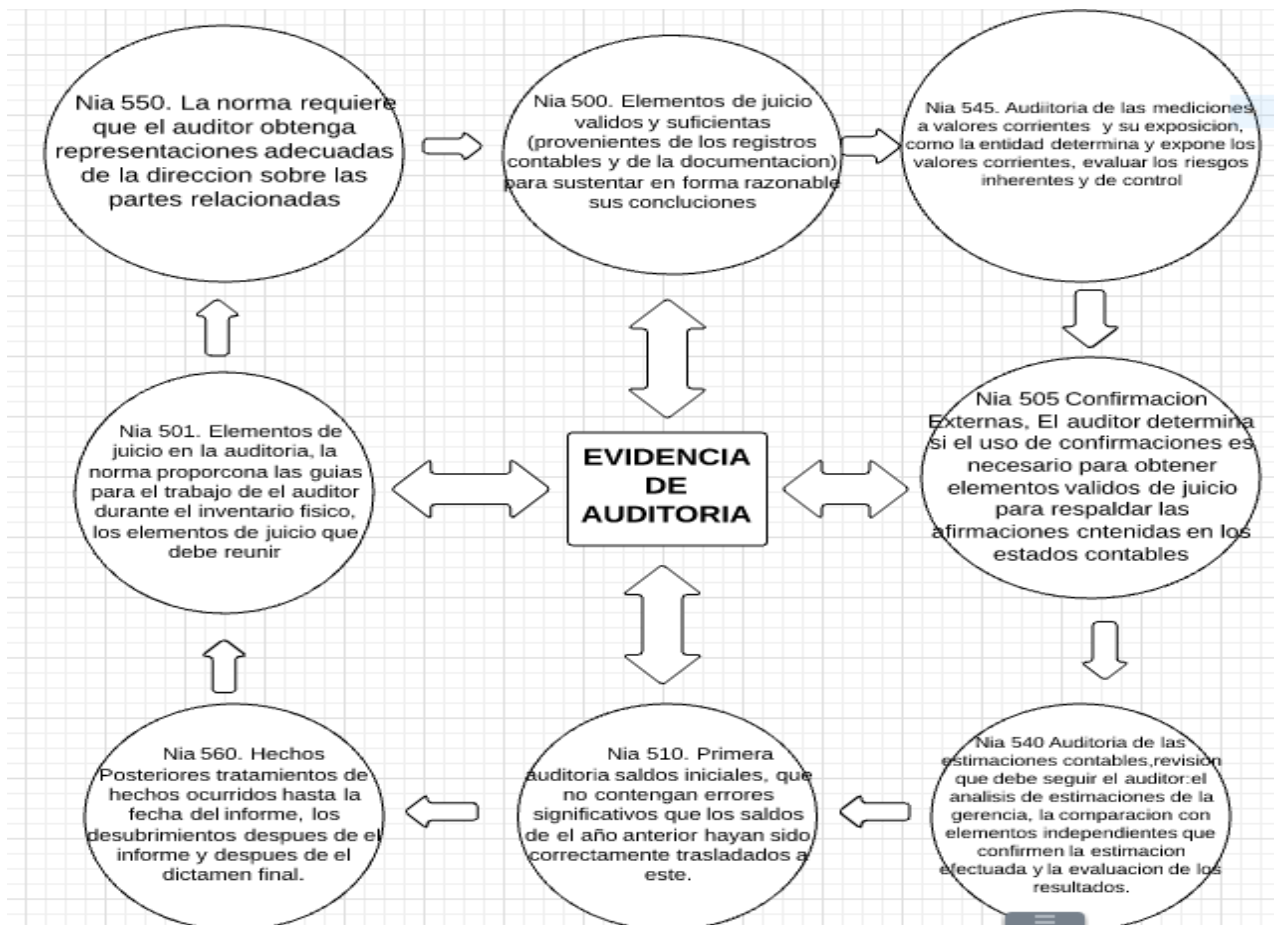 Nia 550. La norma requiere
que el auditor obtenga
representaciones adecuadas
de la direccion sobre las
partes relacionadas
Nia 500. Elementos de juicio
validos y suficientas
(provenientes de los registros
contables y de la documentacion)
para sustentar en forma razonable
sus concluciones
Nia 545. Audiitoria de las mediciones
a valores corrientes y su exposicion,
como la entidad determina y expone los
valores corrientes, evaluar los riesgos
inherentes y de control
Nia 501. Elementos de
juicio en la auditoria, la
norma proporcona las guias
para el trabajo de el auditor
durante el inventario fisico,
los elementos de juicio que
debe reunir
EVIDENCIA
DE
AUDITORIA
Nia 505 Confirmacion
Externas, El auditor determina
si el uso de confirmaciones es
necesario para obtener
elementos validos de juicio
para respaldar las
afirmaciones cntenidas en los
estados contables
Nia 560. Hechos
Posteriores tratamientos de
hechos ocurridos hasta la
fecha del informe, los
desubrimientos despues de el
informe y despues de el
dictamen final.
Nia 510. Primera
auditoria saldos iniciales, que
no contengan errores
significativos que los saldos
de el año anterior hayan sido
correctamente trasladados a
este.
Nia 540 Auditoria de las
estimaciones contables,revision
que debe seguir el auditor:el
analisis de estimaciones de la
gerencia, la comparacion con
elementos independientes que
confirmen la estimacion
efectuada y la evaluacion de los
resultados.